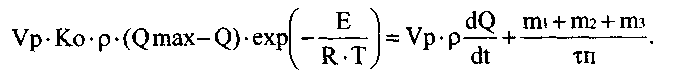 Vp·Ko·ρ·(Qmax−Q)·exp(−E/(R·T)) = Vp·ρ dQ/dt + (m₁+m₂+m₃)/τп.